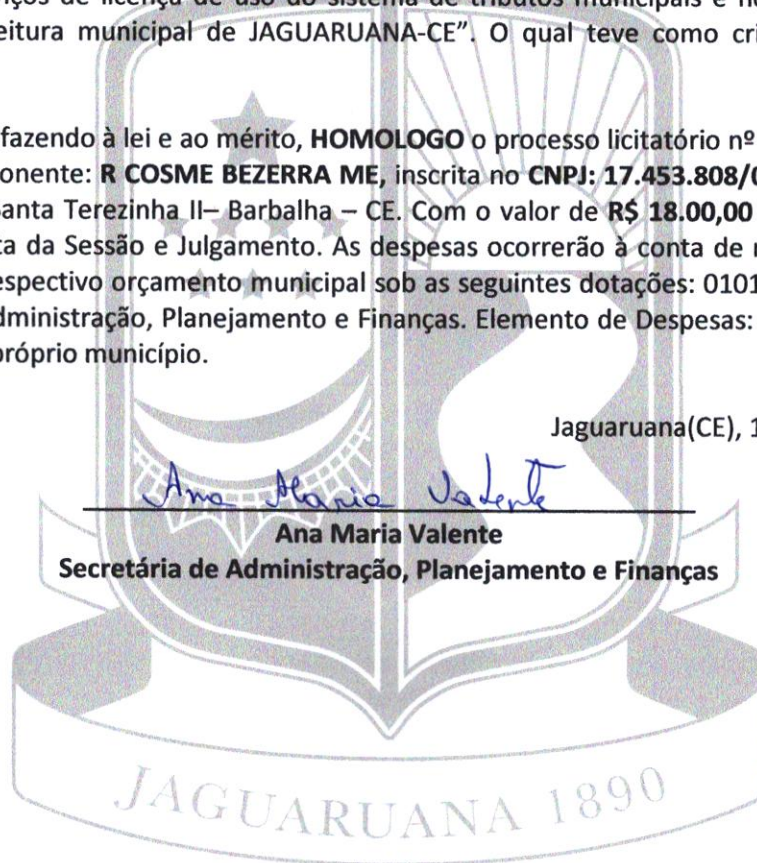 iços de licença de uso do sistema de tributos municipais e n
eitura municipal de JAGUARUANA-CE”. O qual teve como cri
fazendo à lei e ao mérito, HOMOLOGO o processo licitatório nº
onente: R COSME BEZERRA ME, inscrita no CNPJ: 17.453.808/0
Santa Terezinha II– Barbalha – CE. Com o valor de R$ 18.00,00
ta da Sessão e Julgamento. As despesas ocorrerão à conta de r
espectivo orçamento municipal sob as seguintes dotações: 0101
dministração, Planejamento e Finanças. Elemento de Despesas:
próprio município.
Jaguaruana(CE), 1
Ana Maria Valente
Ana Maria Valente
Secretária de Administração, Planejamento e Finanças
JAGUARUANA 1890